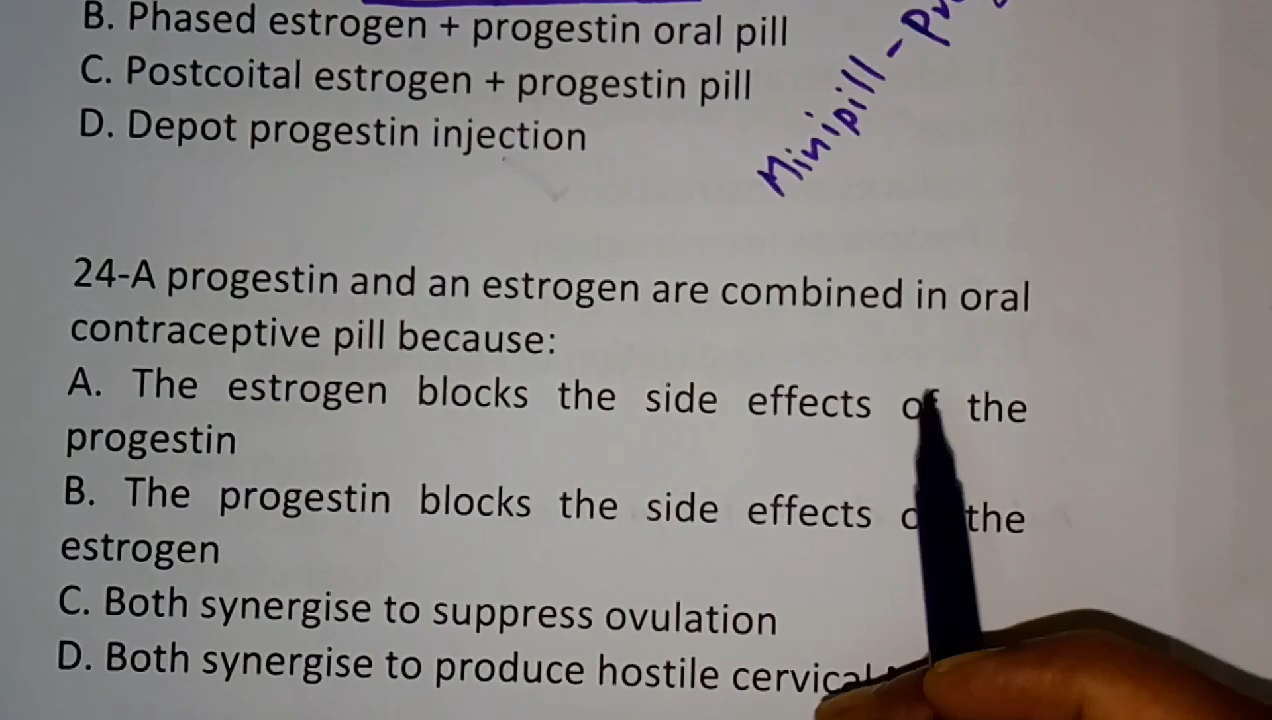 B. Phased estrogen + progestin oral pill
C. Postcoital estrogen + progestin pill
D. Depot progestin injection
Minipill -
24-A progestin and an estrogen are combined in oral
contraceptive pill because:
A. The estrogen blocks the side effects of the
progestin
B. The progestin blocks the side effects the
estrogen
C. Both synergise to suppress ovulation
D. Both synergise to produce hostile cervical